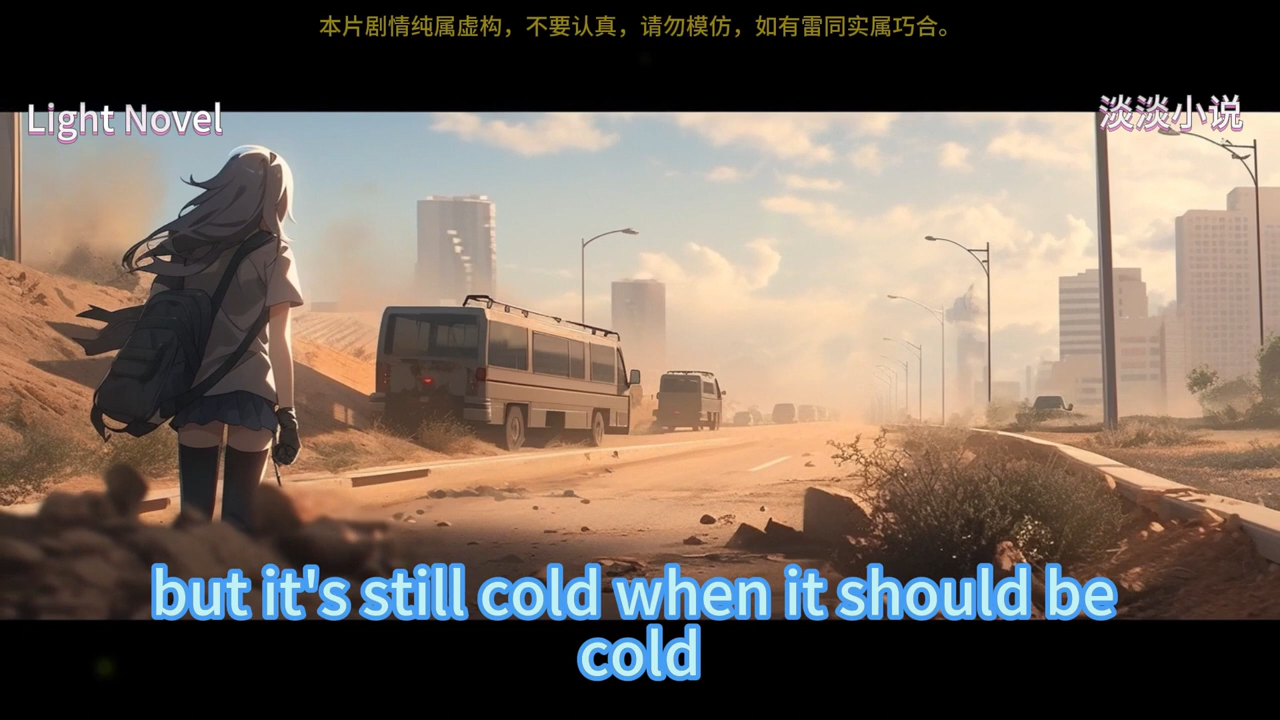 本片剧情纯属虚构，不要认真，请勿模仿，如有雷同实属巧合。
Light Novel
淡淡小说
but it's still cold when it should be
cold